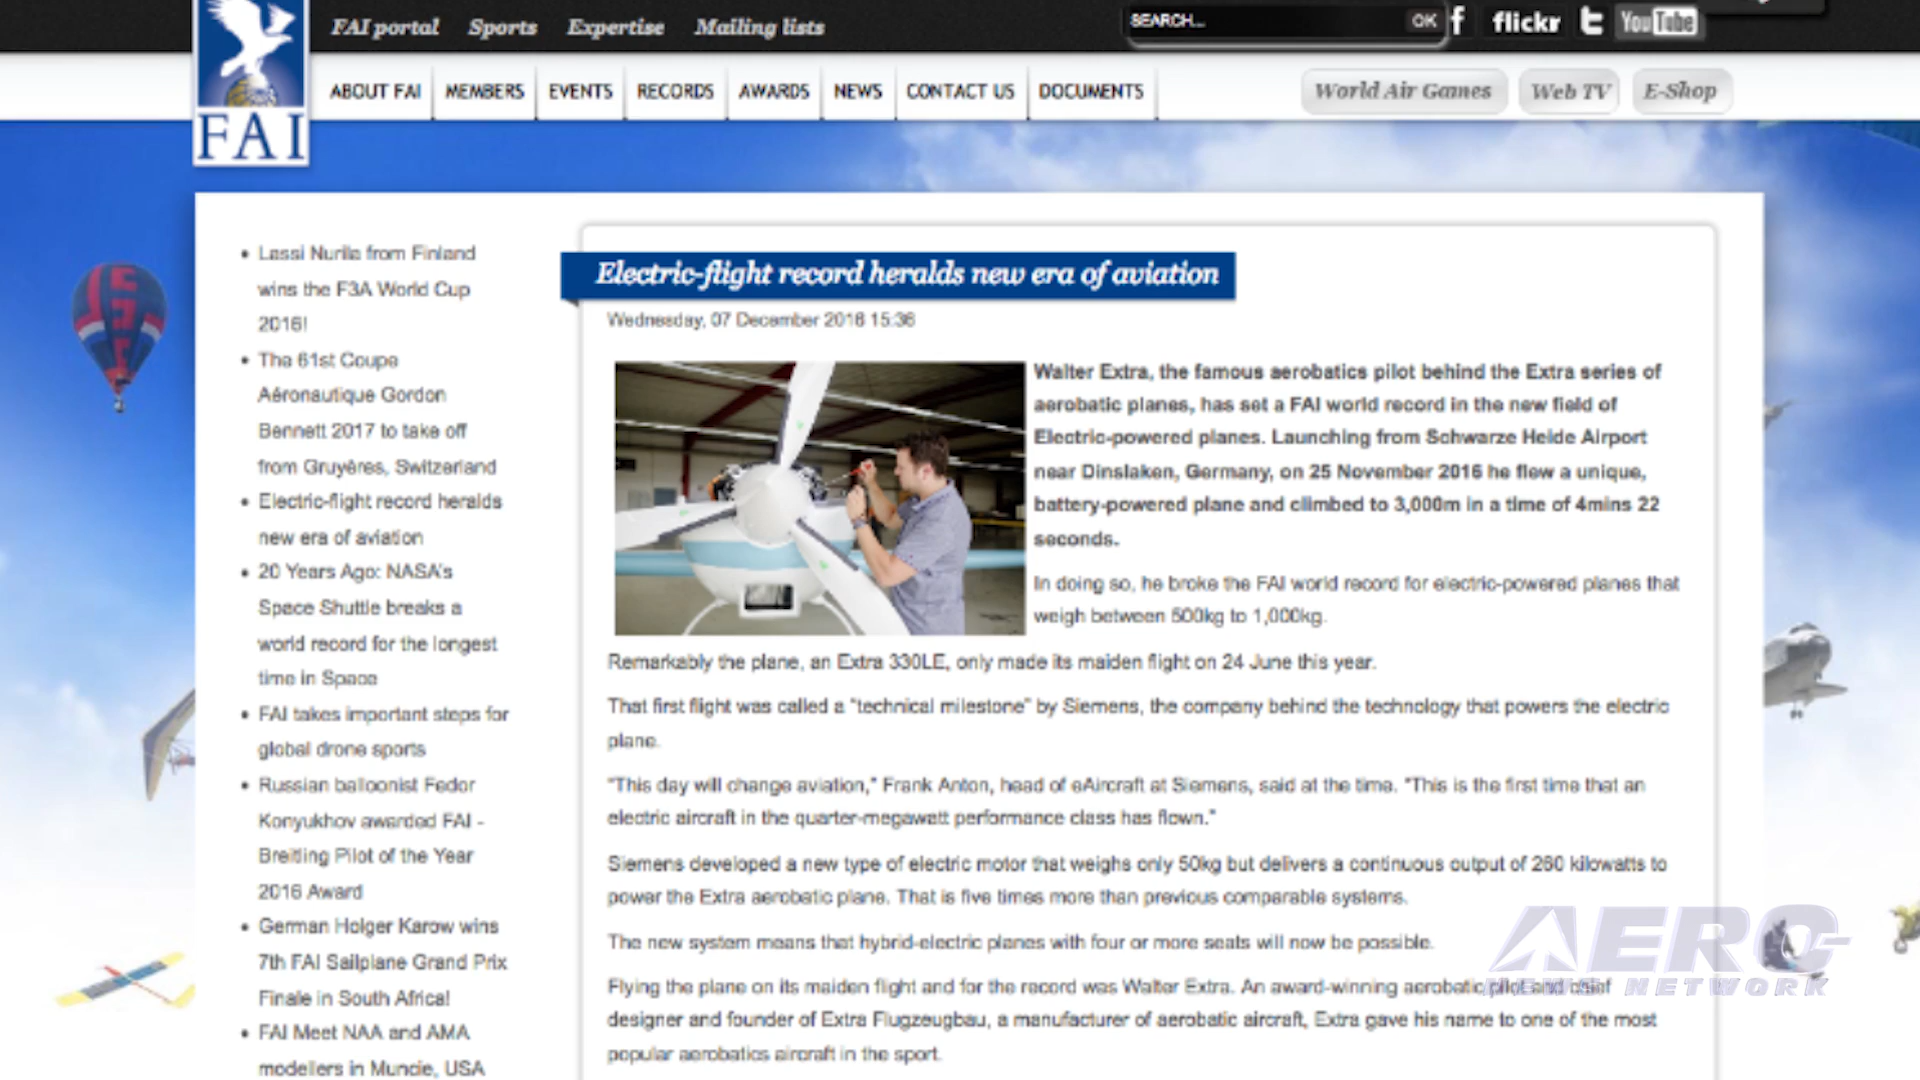 FAI portal Sports Expertise Mailing lists
SEARCH... OK f flickr t YouTube
FAI
ABOUT FAI MEMBERS EVENTS RECORDS AWARDS NEWS CONTACT US DOCUMENTS
World Air Games Web TV E-Shop
• Lassi Nurila from Finland
wins the F3A World Cup
2016!
• The 61st Coupe
Aéronautique Gordon
Bennett 2017 to take off
from Gruyères, Switzerland
• Electric-flight record heralds
new era of aviation
• 20 Years Ago: NASA's
Space Shuttle breaks a
world record for the longest
time in Space
• FAI takes important steps for
global drone sports
• Russian balloonist Fedor
Konyukhov awarded FAI -
Breitling Pilot of the Year
2016 Award
• German Holger Karow wins
7th FAI Sailplane Grand Prix
Finale in South Africa!
• FAI Meet NAA and AMA
modellers in Muncie, USA
Electric-flight record heralds new era of aviation
Wednesday, 07 December 2016 15:36
Walter Extra, the famous aerobatics pilot behind the Extra series of
aerobatic planes, has set a FAI world record in the new field of
Electric-powered planes. Launching from Schwarze Heide Airport
near Dinslaken, Germany, on 25 November 2016 he flew a unique,
battery-powered plane and climbed to 3,000m in a time of 4mins 22
seconds.
In doing so, he broke the FAI world record for electric-powered planes that
weigh between 500kg to 1,000kg.
Remarkably the plane, an Extra 330LE, only made its maiden flight on 24 June this year.
That first flight was called a "technical milestone" by Siemens, the company behind the technology that powers the electric
plane.
"This day will change aviation," Frank Anton, head of eAircraft at Siemens, said at the time. "This is the first time that an
electric aircraft in the quarter-megawatt performance class has flown."
Siemens developed a new type of electric motor that weighs only 50kg but delivers a continuous output of 260 kilowatts to
power the Extra aerobatic plane. That is five times more than previous comparable systems.
The new system means that hybrid-electric planes with four or more seats will now be possible.
Flying the plane on its maiden flight and for the record was Walter Extra. An award-winning aerobatic pilot and chief
designer and founder of Extra Flugzeugbau, a manufacturer of aerobatic aircraft, Extra gave his name to one of the most
popular aerobatics aircraft in the sport.
AERO
NEWS NETWORK